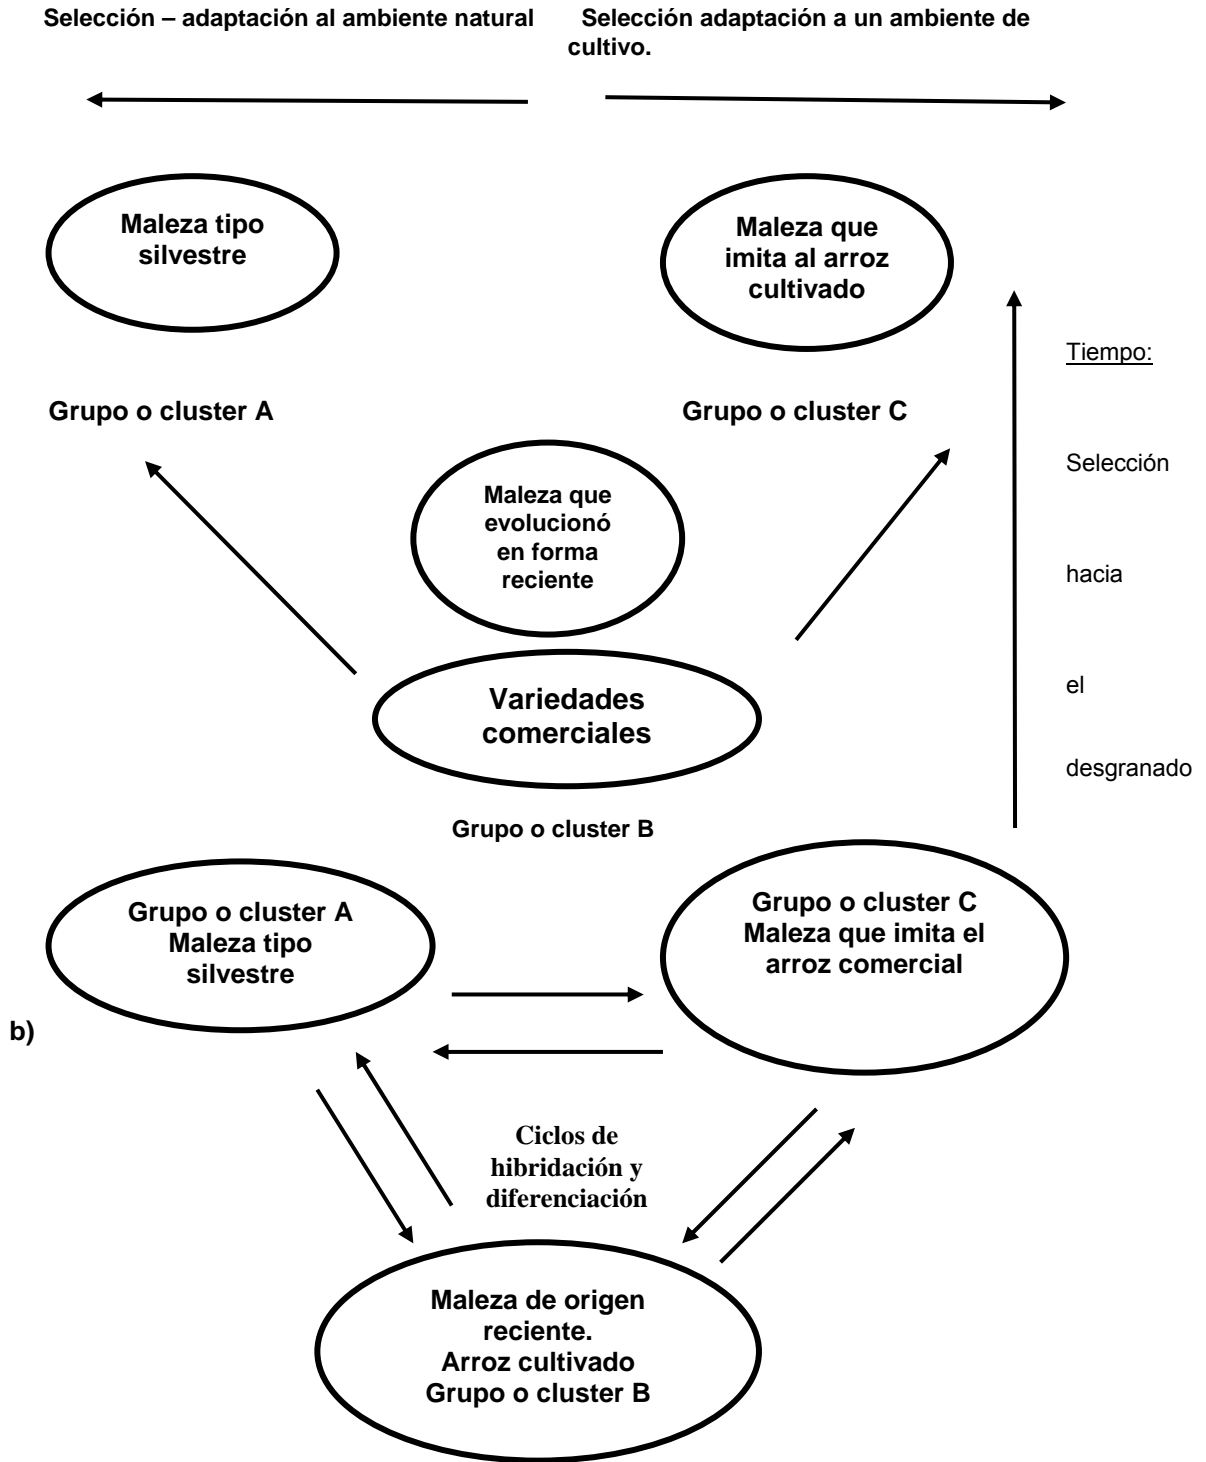 Selección – adaptación al ambiente natural
Selección adaptación a un ambiente de
cultivo.
Maleza tipo
silvestre
Maleza que
imita al arroz
cultivado
Grupo o cluster A
Grupo o cluster C
Tiempo:
Selección
hacia
el
desgranado
Maleza que
evolucionó
en forma
reciente
Variedades
comerciales
Grupo o cluster B
Grupo o cluster A
Maleza tipo
silvestre
Grupo o cluster C
Maleza que imita el
arroz comercial
b)
Ciclos de
hibridación y
diferenciación
Maleza de origen
reciente.
Arroz cultivado
Grupo o cluster B